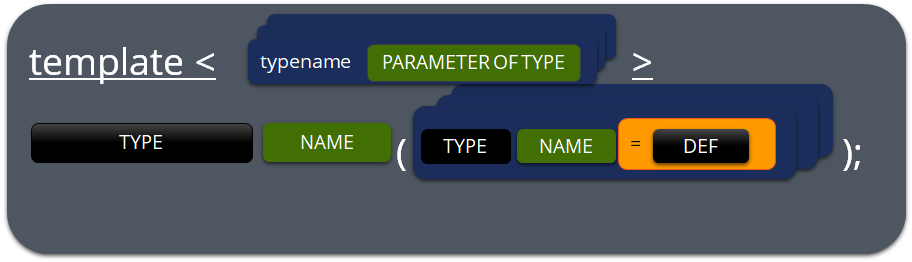 template < typename PARAMETER OF TYPE >
TYPE NAME ( TYPE NAME = DEF );